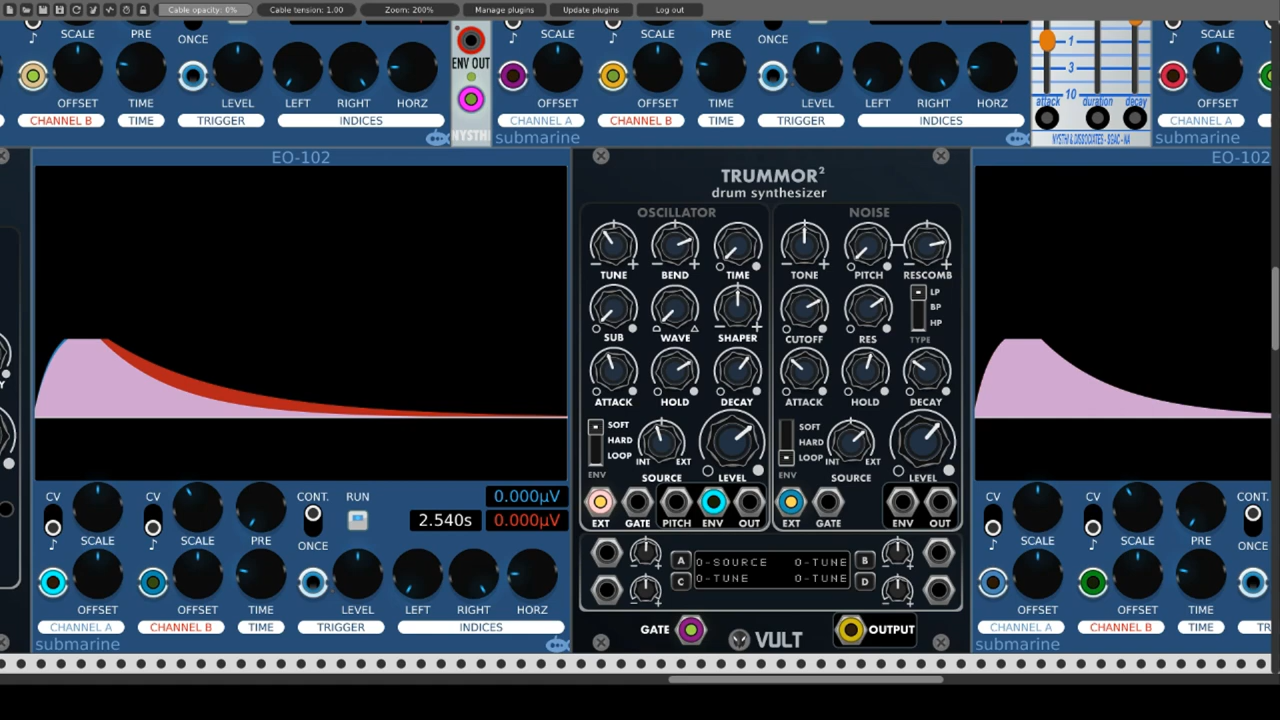 Cable opacity: 0% Cable tension: 1.00 Zoom: 200% Manage plugins Update plugins Log out
SCALE PRE ONCE SCALE SCALE PRE ONCE 1 SCALE
ENV OUT 3
OFFSET TIME LEVEL LEFT RIGHT HORZ OFFSET OFFSET TIME LEVEL LEFT RIGHT HORZ 10 OFFSET
attack duration decay
CHANNEL B TIME TRIGGER INDICES CHANNEL A CHANNEL B TIME TRIGGER INDICES CHANNEL A
NYSTHI submarine NYSTHI & DISSOCIATES - SGAC - NA submarine
EO-102 EO-102
TRUMMOR²
drum synthesizer
OSCILLATOR NOISE
TUNE BEND TIME TONE PITCH RESCOMB
LP
BP
HP
SUB WAVE SHAPER CUTOFF RES TYPE
ATTACK HOLD DECAY ATTACK HOLD DECAY
SOFT SOFT
HARD HARD
LOOP INT EXT LOOP INT EXT
ENV SOURCE LEVEL ENV SOURCE LEVEL
EXT GATE PITCH ENV OUT EXT GATE ENV OUT
CV CV CONT. RUN 0.000µV CV CV CONT.
2.540s 0.000µV
SCALE SCALE PRE ONCE SCALE SCALE PRE ONCE
A 0-SOURCE 0-TUNE B
C 0-TUNE 0-TUNE D
OFFSET OFFSET TIME LEVEL LEFT RIGHT HORZ OFFSET OFFSET TIME
CHANNEL A CHANNEL B TIME TRIGGER INDICES GATE VULT OUTPUT CHANNEL A CHANNEL B TIME
submarine submarine